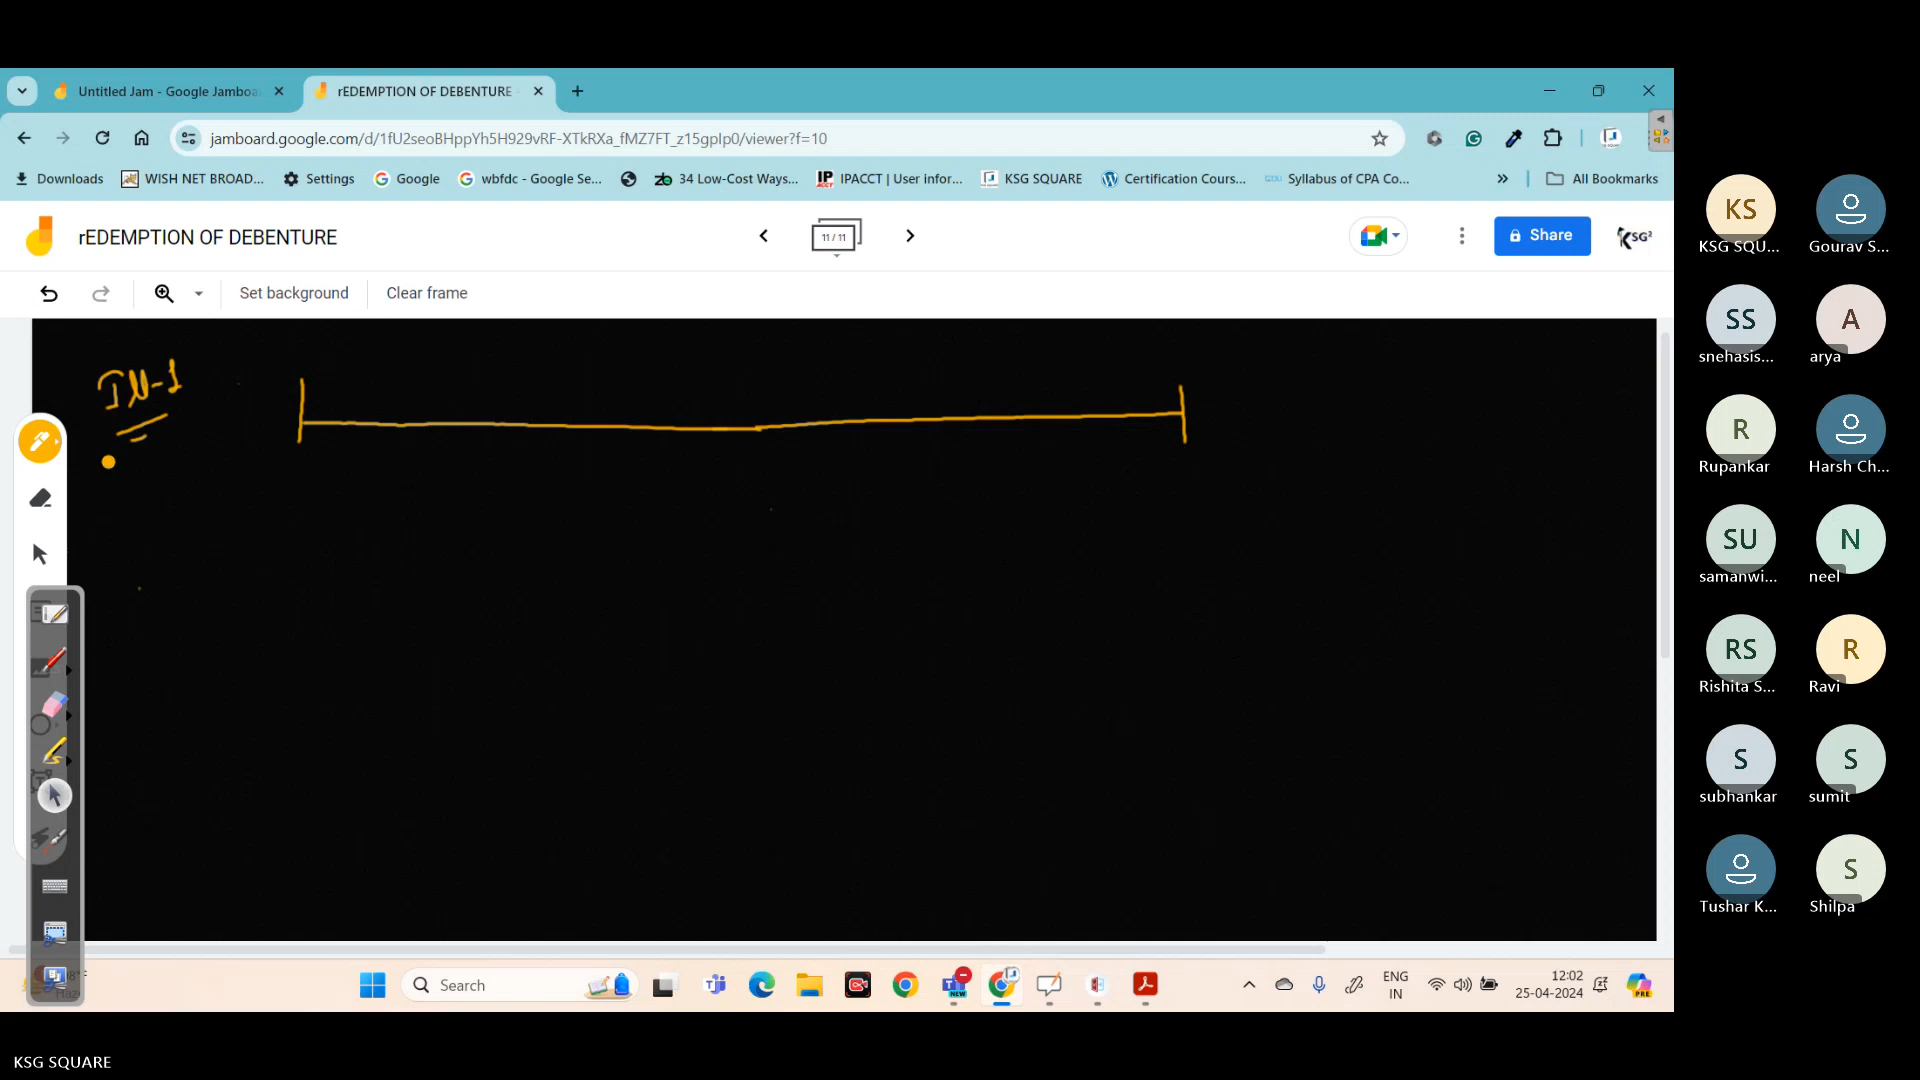 Untitled Jam - Google Jamboa
rEDEMPTION OF DEBENTURE -
jamboard.google.com/d/1fU2seoBHppYh5H929vRF-XTkRXa_fMZ7FT_z15gpIp0/viewer?f=10
Downloads
WISH NET BROAD...
Settings
Google
wbfdc - Google Se...
34 Low-Cost Ways...
IPACCT | User infor...
KSG SQUARE
Certification Cours...
Syllabus of CPA Co...
All Bookmarks
rEDEMPTION OF DEBENTURE
11 / 11
Share
KSG²
Set background
Clear frame
Ill-1
KS
KSG SQU...
Gourav S...
SS
snehasis...
A
arya
R
Rupankar
Harsh Ch...
SU
samanwi...
N
neel
RS
Rishita S...
R
Ravi
S
subhankar
S
sumit
Tushar K...
S
Shilpa
Search
NEW
ENG
IN
12:02
25-04-2024
PRE
KSG SQUARE